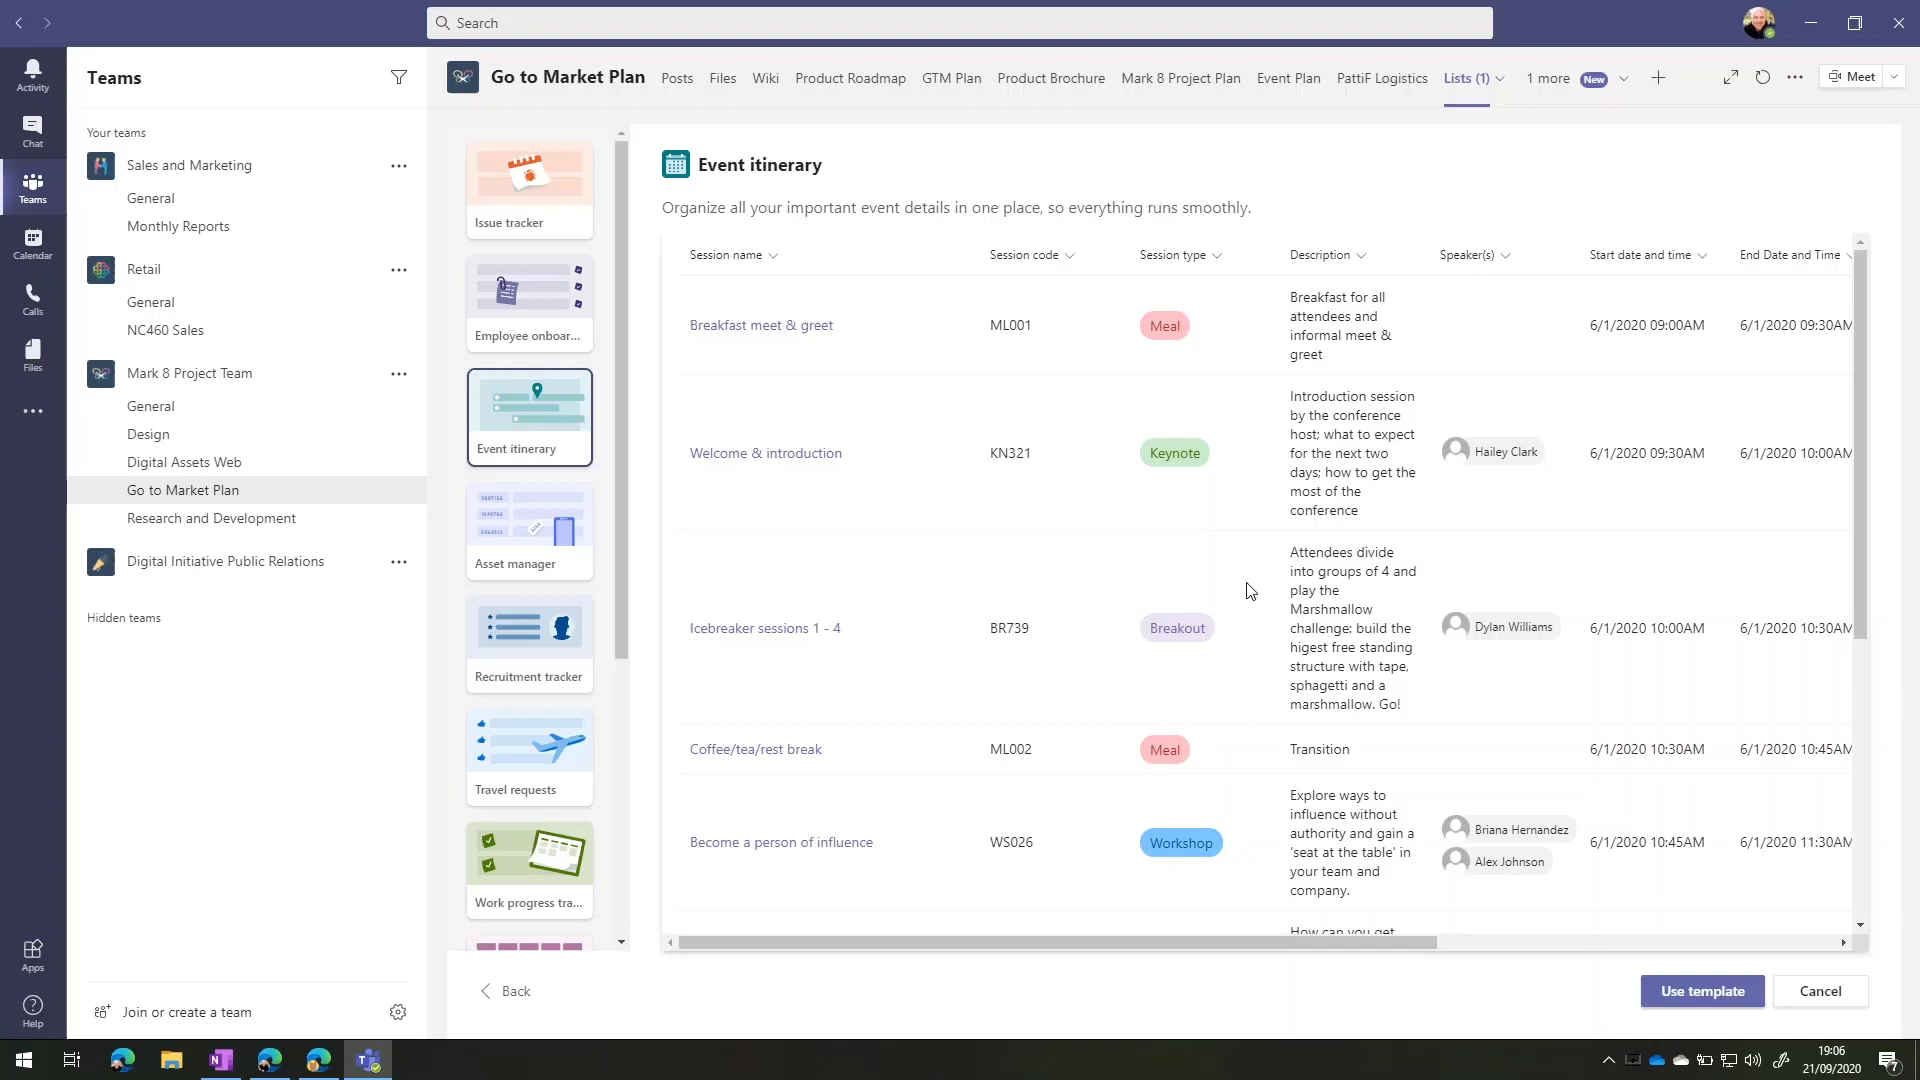 Search
Activity
Chat
Teams
Calendar
Calls
Files
Apps
Help
Teams
Your teams
Sales and Marketing
General
Monthly Reports
Retail
General
NC460 Sales
Mark 8 Project Team
General
Design
Digital Assets Web
Go to Market Plan
Research and Development
Digital Initiative Public Relations
Hidden teams
Join or create a team
Go to Market Plan Posts Files Wiki Product Roadmap GTM Plan Product Brochure Mark 8 Project Plan Event Plan PattiF Logistics Lists (1) 1 more New Meet
Issue tracker
Employee onboar...
Event itinerary
Asset manager
Recruitment tracker
Travel requests
Work progress tra...
Event itinerary
Organize all your important event details in one place, so everything runs smoothly.
Session name Session code Session type Description Speaker(s) Start date and time End Date and Time
Breakfast meet & greet ML001 Meal
Breakfast for all
attendees and
informal meet &
greet
6/1/2020 09:00AM 6/1/2020 09:30AM
Welcome & introduction KN321 Keynote
Introduction session
by the conference
host; what to expect
for the next two
days; how to get the
most of the
conference
Hailey Clark 6/1/2020 09:30AM 6/1/2020 10:00AM
Icebreaker sessions 1 - 4 BR739 Breakout
Attendees divide
into groups of 4 and
play the
Marshmallow
challenge: build the
higest free standing
structure with tape,
sphagetti and a
marshmallow. Go!
Dylan Williams 6/1/2020 10:00AM 6/1/2020 10:30AM
Coffee/tea/rest break ML002 Meal Transition 6/1/2020 10:30AM 6/1/2020 10:45AM
Become a person of influence WS026 Workshop
Explore ways to
influence without
authority and gain a
'seat at the table' in
your team and
company.
Briana Hernandez
Alex Johnson
6/1/2020 10:45AM 6/1/2020 11:30AM
How can you get
Back
Use template Cancel
19:06
21/09/2020
7